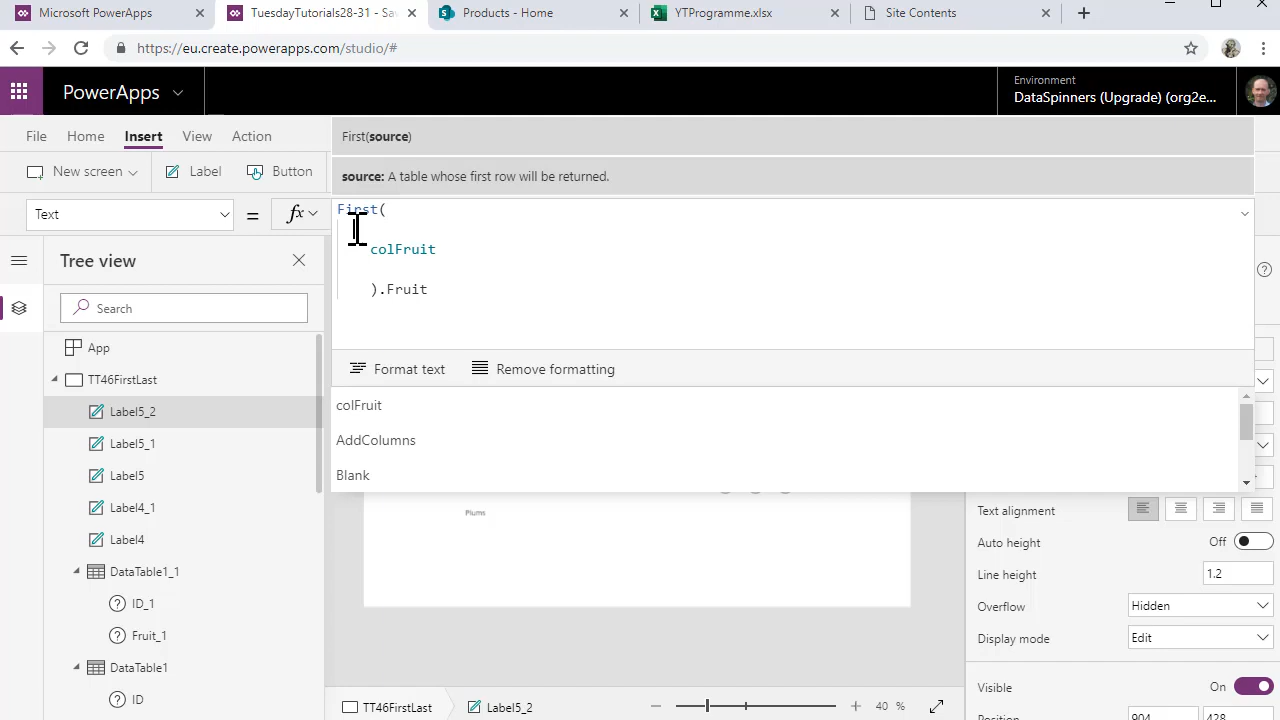 Microsoft PowerApps
TuesdayTutorials28-31 - Sav
Products - Home
YTProgramme.xlsx
Site Contents
https://eu.create.powerapps.com/studio/#
PowerApps
Environment
DataSpinners (Upgrade) (org2e...
File
Home
Insert
View
Action
New screen
Label
Button
First(source)
source: A table whose first row will be returned.
Text
=
fx
First(
colFruit
).Fruit
Format text
Remove formatting
colFruit
AddColumns
Blank
Tree view
Search
App
TT46FirstLast
Label5_2
Label5_1
Label5
Label4_1
Label4
DataTable1_1
ID_1
Fruit_1
DataTable1
ID
Plums
Text alignment
Auto height
Off
Line height
1.2
Overflow
Hidden
Display mode
Edit
Visible
On
Position
904
428
TT46FirstLast
Label5_2
40 %